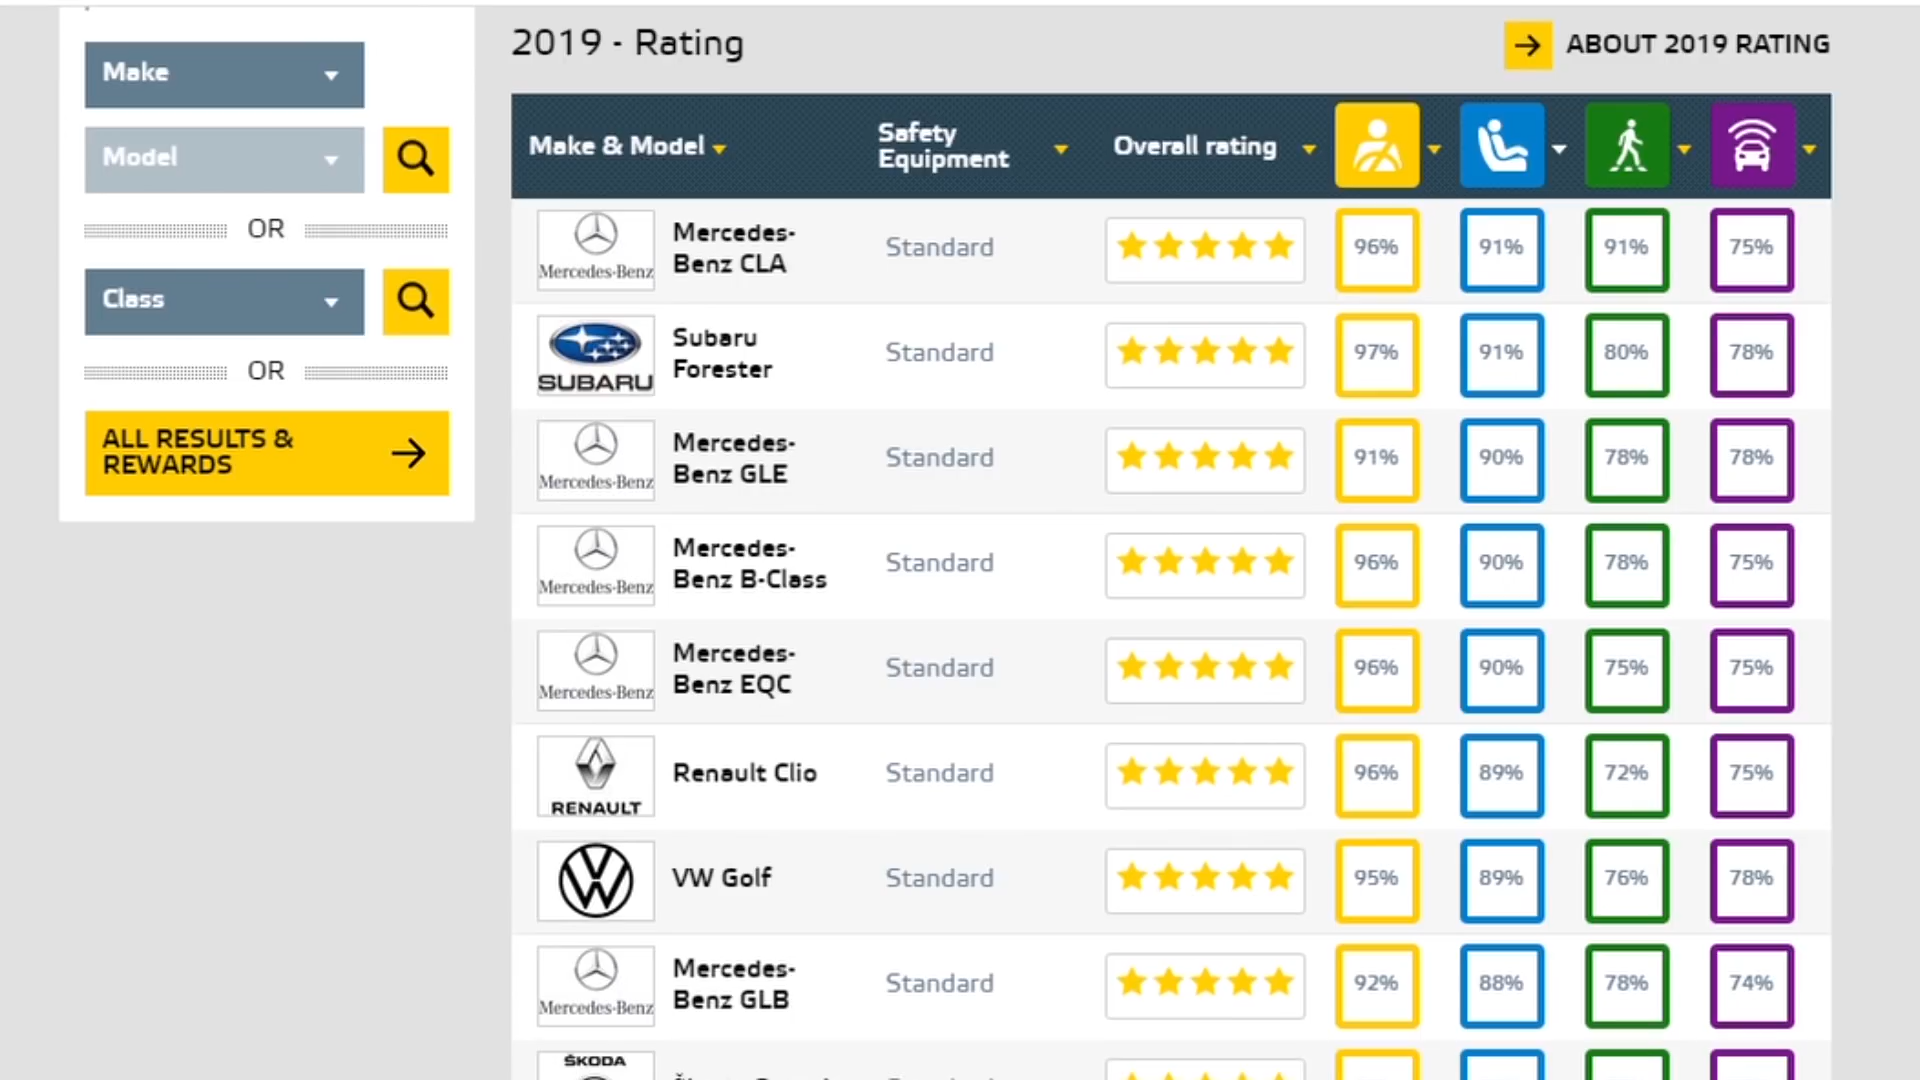 Make
Model
OR
Class
OR
ALL RESULTS &
REWARDS
2019 - Rating
ABOUT 2019 RATING
Make & Model
Safety
Equipment
Overall rating
Mercedes-Benz
Mercedes-
Benz CLA
Standard
96%
91%
91%
75%
SUBARU
Subaru
Forester
Standard
97%
91%
80%
78%
Mercedes-Benz
Mercedes-
Benz GLE
Standard
91%
90%
78%
78%
Mercedes-Benz
Mercedes-
Benz B-Class
Standard
96%
90%
78%
75%
Mercedes-Benz
Mercedes-
Benz EQC
Standard
96%
90%
75%
75%
RENAULT
Renault Clio
Standard
96%
89%
72%
75%
VW Golf
Standard
95%
89%
76%
78%
Mercedes-Benz
Mercedes-
Benz GLB
Standard
92%
88%
78%
74%
ŠKODA